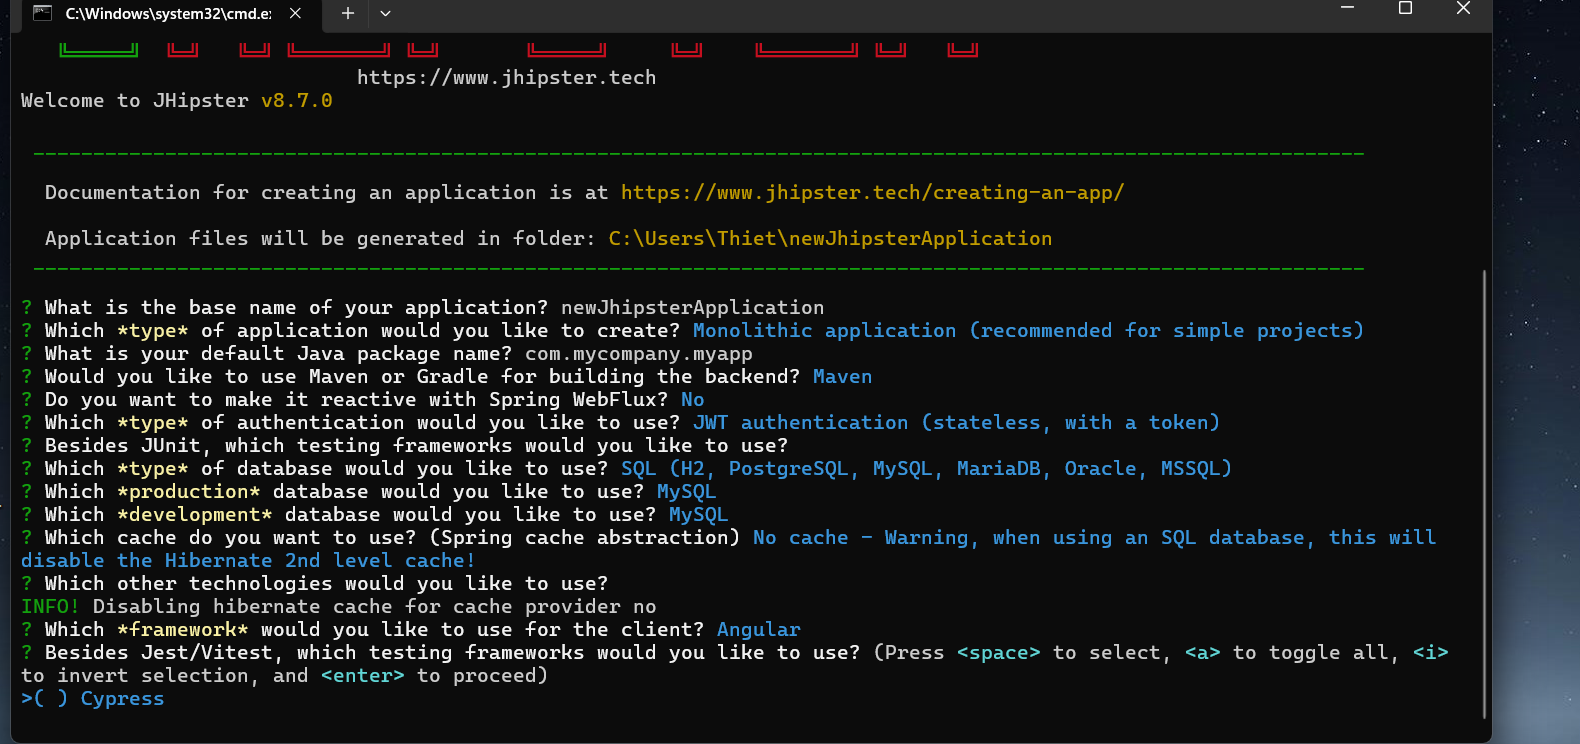 C:\Windows\system32\cmd.e
https://www.jhipster.tech
Welcome to JHipster v8.7.0
Documentation for creating an application is at https://www.jhipster.tech/creating-an-app/
Application files will be generated in folder: C:\Users\Thiet\newJhipsterApplication
? What is the base name of your application? newJhipsterApplication
? Which *type* of application would you like to create? Monolithic application (recommended for simple projects)
? What is your default Java package name? com.mycompany.myapp
? Would you like to use Maven or Gradle for building the backend? Maven
? Do you want to make it reactive with Spring WebFlux? No
? Which *type* of authentication would you like to use? JWT authentication (stateless, with a token)
? Besides JUnit, which testing frameworks would you like to use?
? Which *type* of database would you like to use? SQL (H2, PostgreSQL, MySQL, MariaDB, Oracle, MSSQL)
? Which *production* database would you like to use? MySQL
? Which *development* database would you like to use? MySQL
? Which cache do you want to use? (Spring cache abstraction) No cache - Warning, when using an SQL database, this will
disable the Hibernate 2nd level cache!
? Which other technologies would you like to use?
INFO! Disabling hibernate cache for cache provider no
? Which *framework* would you like to use for the client? Angular
? Besides Jest/Vitest, which testing frameworks would you like to use? (Press <space> to select, <a> to toggle all, <i>
to invert selection, and <enter> to proceed)
>( ) Cypress